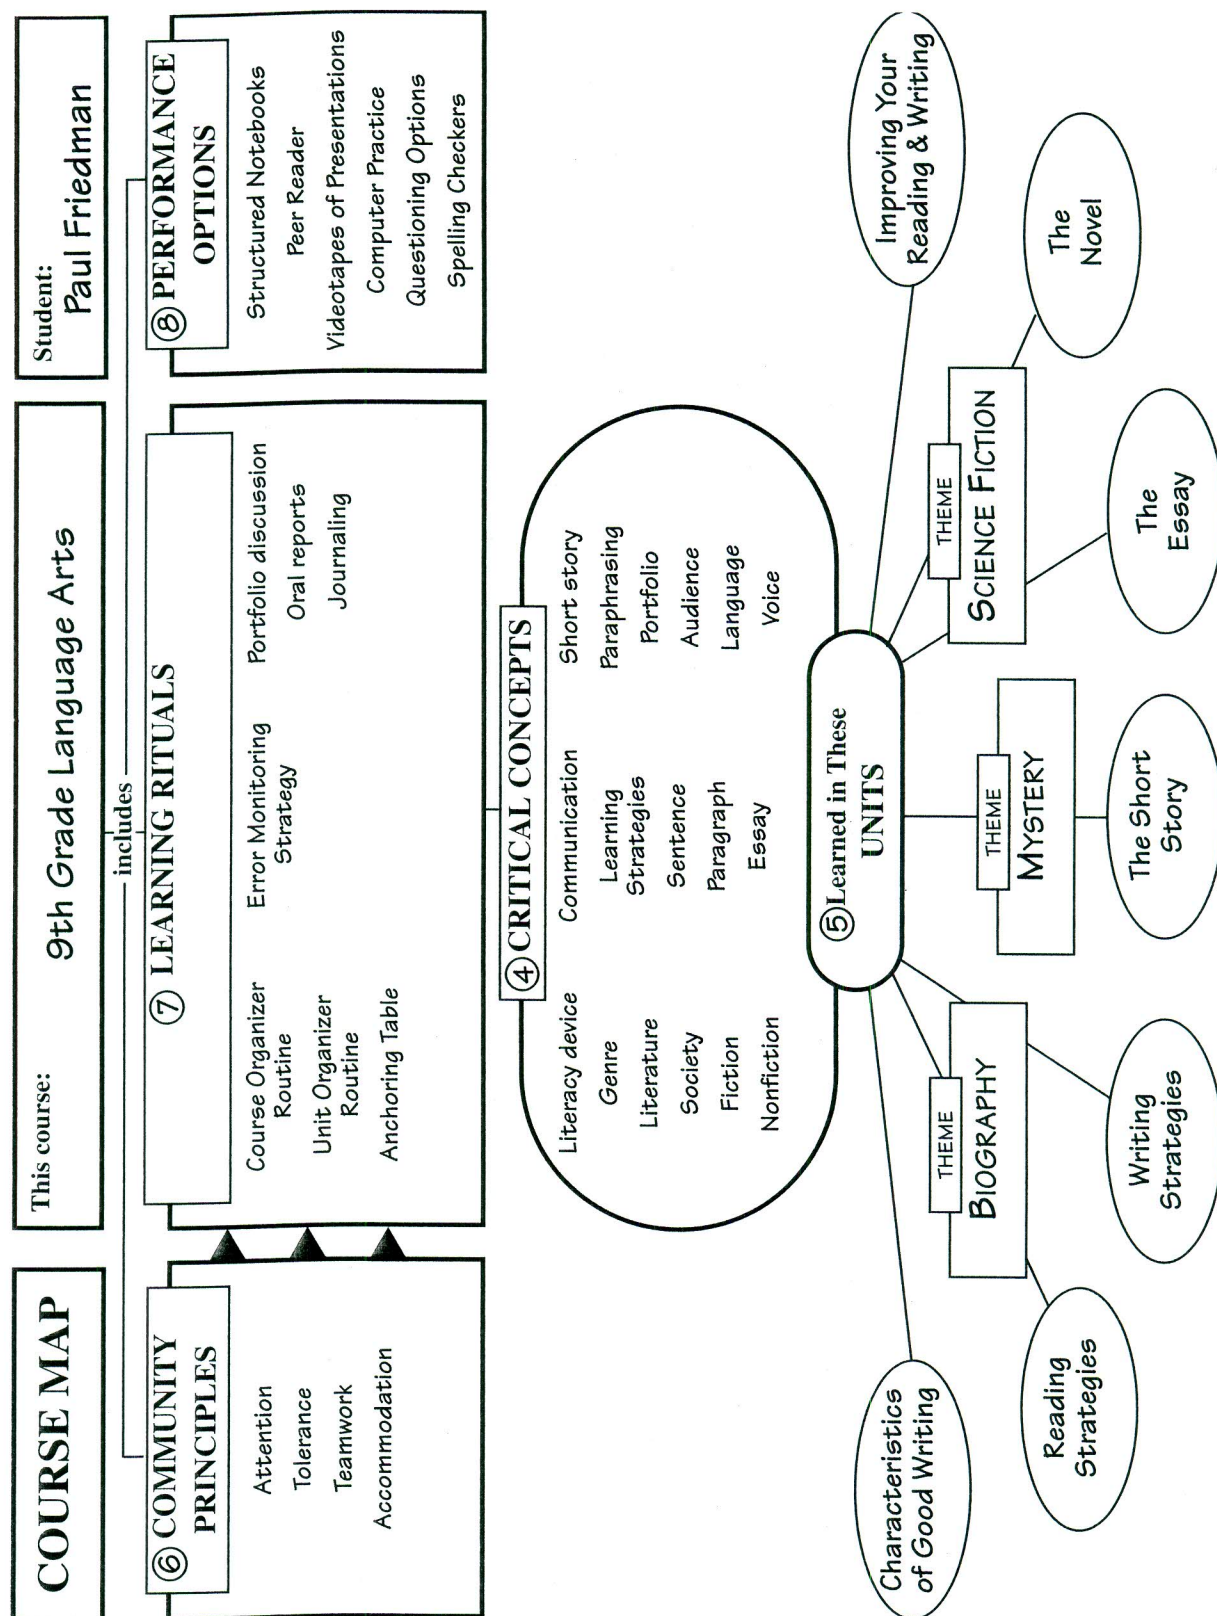 COURSE MAP
This course:
9th Grade Language Arts
Student:
Paul Friedman
includes
⑥ COMMUNITY
PRINCIPLES
Attention
Tolerance
Teamwork
Accommodation
⑦ LEARNING RITUALS
Course Organizer
Routine
Unit Organizer
Routine
Anchoring Table
Error Monitoring
Strategy
Portfolio discussion
Oral reports
Journaling
⑧ PERFORMANCE
OPTIONS
Structured Notebooks
Peer Reader
Videotapes of Presentations
Computer Practice
Questioning Options
Spelling Checkers
④ CRITICAL CONCEPTS
Literacy device
Genre
Literature
Society
Fiction
Nonfiction
Communication
Learning
Strategies
Sentence
Paragraph
Essay
Short story
Paraphrasing
Portfolio
Audience
Language
Voice
⑤ Learned in These
UNITS
Characteristics
of Good Writing
THEME
BIOGRAPHY
Reading
Strategies
Writing
Strategies
THEME
MYSTERY
The Short
Story
THEME
SCIENCE FICTION
The
Essay
The
Novel
Improving Your
Reading & Writing